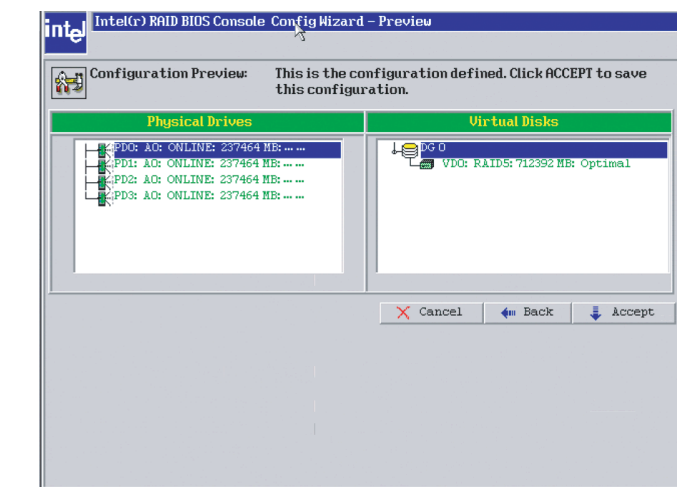 intel
Intel(r) RAID BIOS Console Config Wizard – Preview
Configuration Preview: This is the configuration defined. Click ACCEPT to save
this configuration.
Physical Drives
PD0: A0: ONLINE: 237464 MB: ... ...
PD1: A0: ONLINE: 237464 MB: ... ...
PD2: A0: ONLINE: 237464 MB: ... ...
PD3: A0: ONLINE: 237464 MB: ... ...
Virtual Disks
DG 0
VD0: RAID5: 712392 MB: Optimal
Cancel
Back
Accept